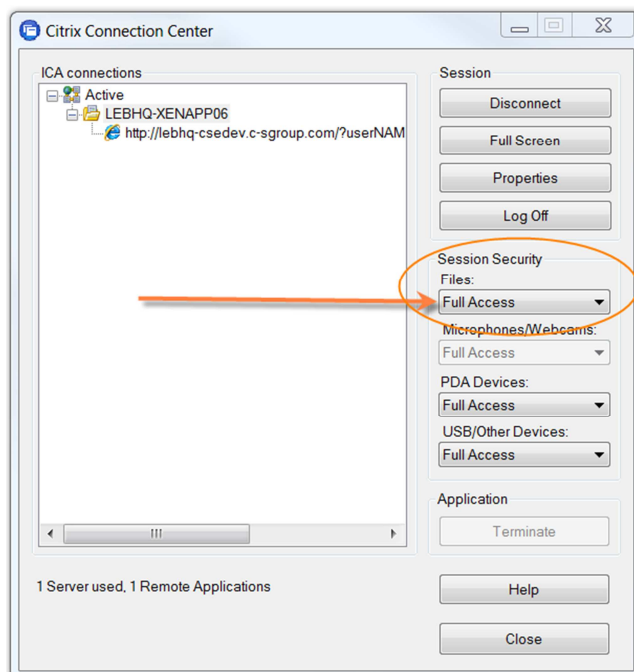 Citrix Connection Center
ICA connections
Active
LEBHQ-XENAPP06
http://lebhq-csedev.c-sgroup.com/?userNAM
Session
Disconnect
Full Screen
Properties
Log Off
Session Security
Files:
Full Access
Microphones/Webcams:
Full Access
PDA Devices:
Full Access
USB/Other Devices:
Full Access
Application
Terminate
1 Server used, 1 Remote Applications
Help
Close